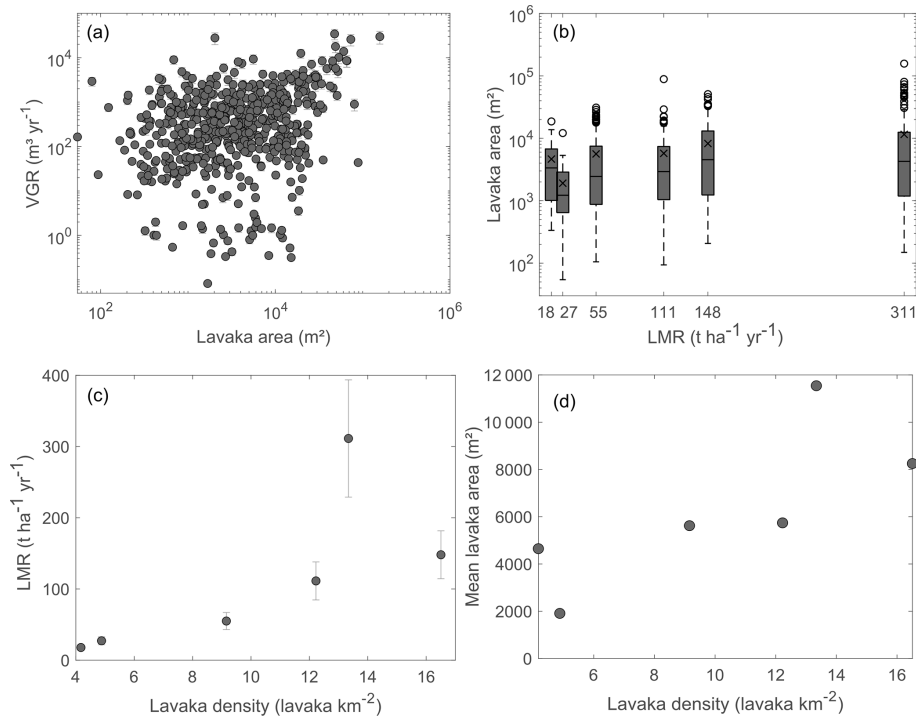 (a)
VGR (m³ yr⁻¹)
10⁴
10²
10⁰
10²
10⁴
10⁶
Lavaka area (m²)
(b)
Lavaka area (m²)
10⁶
10⁵
10⁴
10³
10²
18 27 55 111 148 311
LMR (t ha⁻¹ yr⁻¹)
(c)
LMR (t ha⁻¹ yr⁻¹)
400
300
200
100
0
4 6 8 10 12 14 16
Lavaka density (lavaka km⁻²)
(d)
Mean lavaka area (m²)
12 000
10 000
8000
6000
4000
2000
0
6 8 10 12 14 16
Lavaka density (lavaka km⁻²)